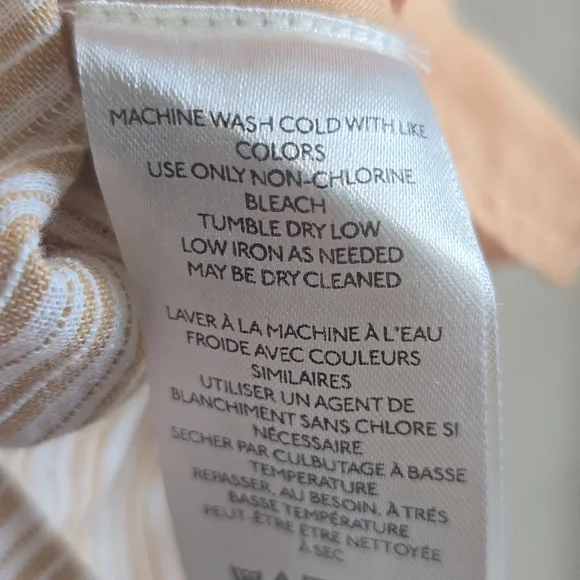 MACHINE WASH COLD WITH LIKE
COLORS
USE ONLY NON-CHLORINE
BLEACH
TUMBLE DRY LOW
LOW IRON AS NEEDED
MAY BE DRY CLEANED
LAVER À LA MACHINE À L'EAU
FROIDE AVEC COULEURS
SIMILAIRES
UTILISER UN AGENT DE
BLANCHIMENT SANS CHLORE SI
NÉCESSAIRE
SECHER PAR CULBUTAGE À BASSE
TEMPERATURE
REPASSER, AU BESOIN, À TRÉS
BASSE TEMPÉRATURE
PEUT-ÊTRE ÊTRE NETTOYÉE
À SEC